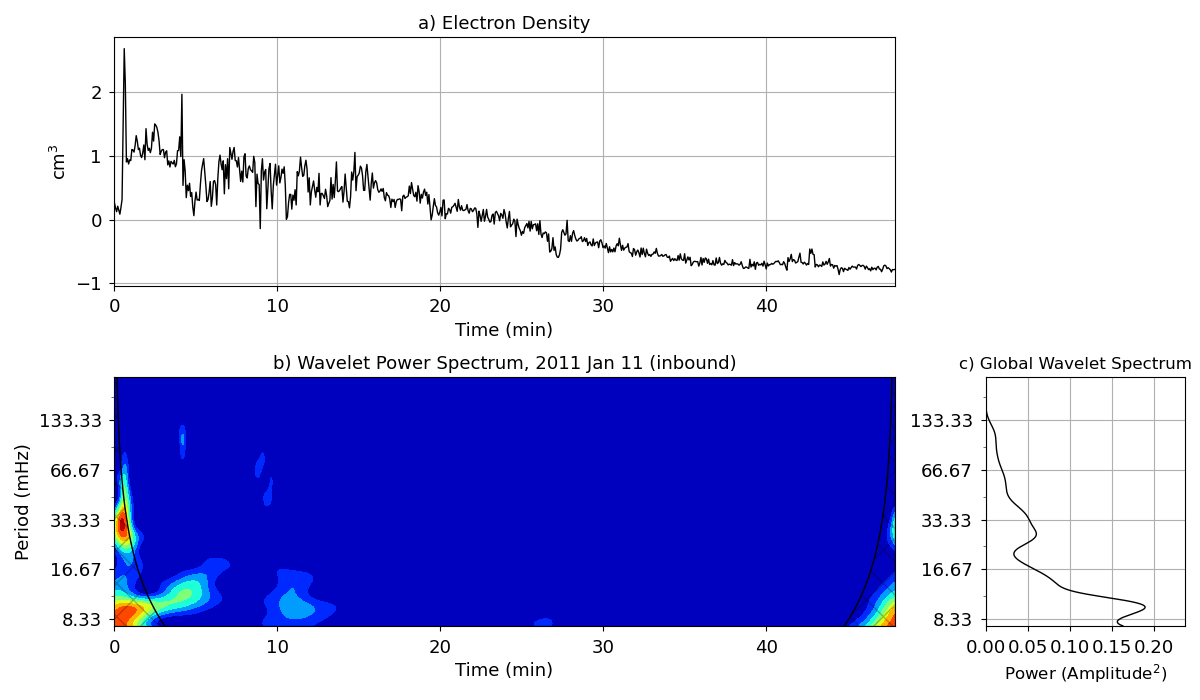 a) Electron Density
cm³
2
1
0
−1
0 10 20 30 40
Time (min)
b) Wavelet Power Spectrum, 2011 Jan 11 (inbound)
Period (mHz)
133.33
66.67
33.33
16.67
8.33
0 10 20 30 40
Time (min)
c) Global Wavelet Spectrum
133.33
66.67
33.33
16.67
8.33
0.00 0.05 0.10 0.15 0.20
Power (Amplitude²)